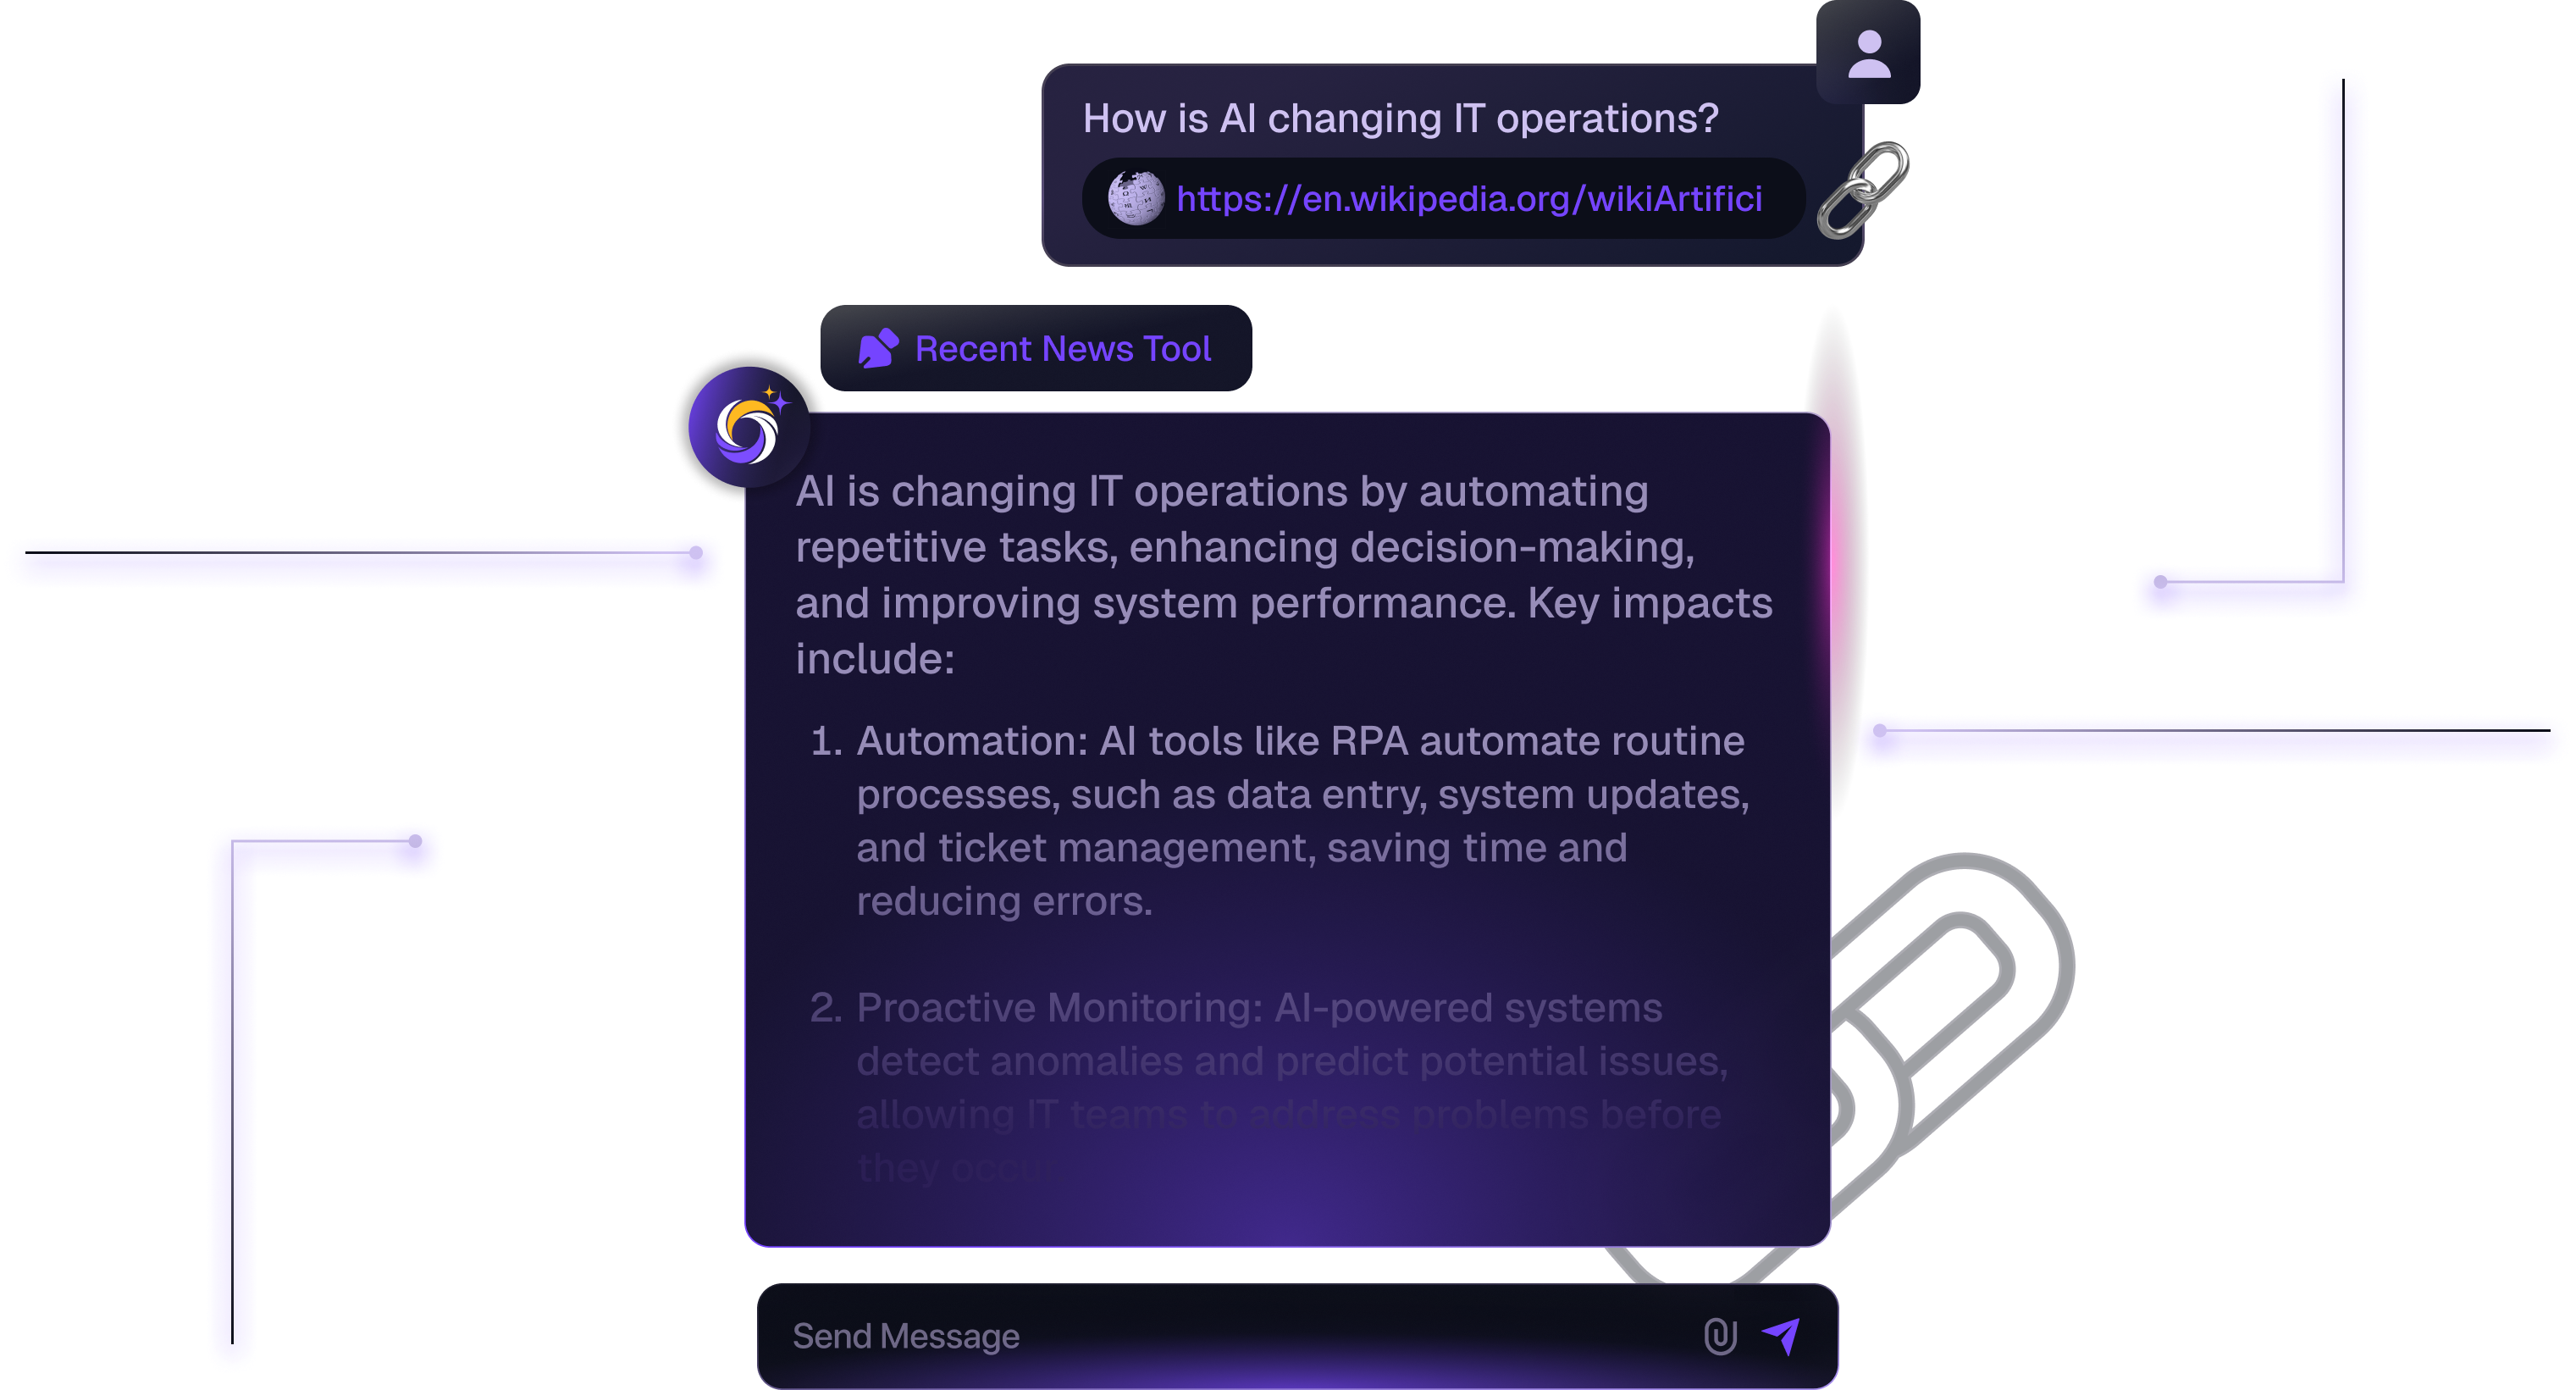 How is AI changing IT operations?
https://en.wikipedia.org/wikiArtifici
Recent News Tool
AI is changing IT operations by automating
repetitive tasks, enhancing decision-making,
and improving system performance. Key impacts
include:
1. Automation: AI tools like RPA automate routine
processes, such as data entry, system updates,
and ticket management, saving time and
reducing errors.
2. Proactive Monitoring: AI-powered systems
detect anomalies and predict potential issues,
allowing IT teams to address problems before
they
Send Message